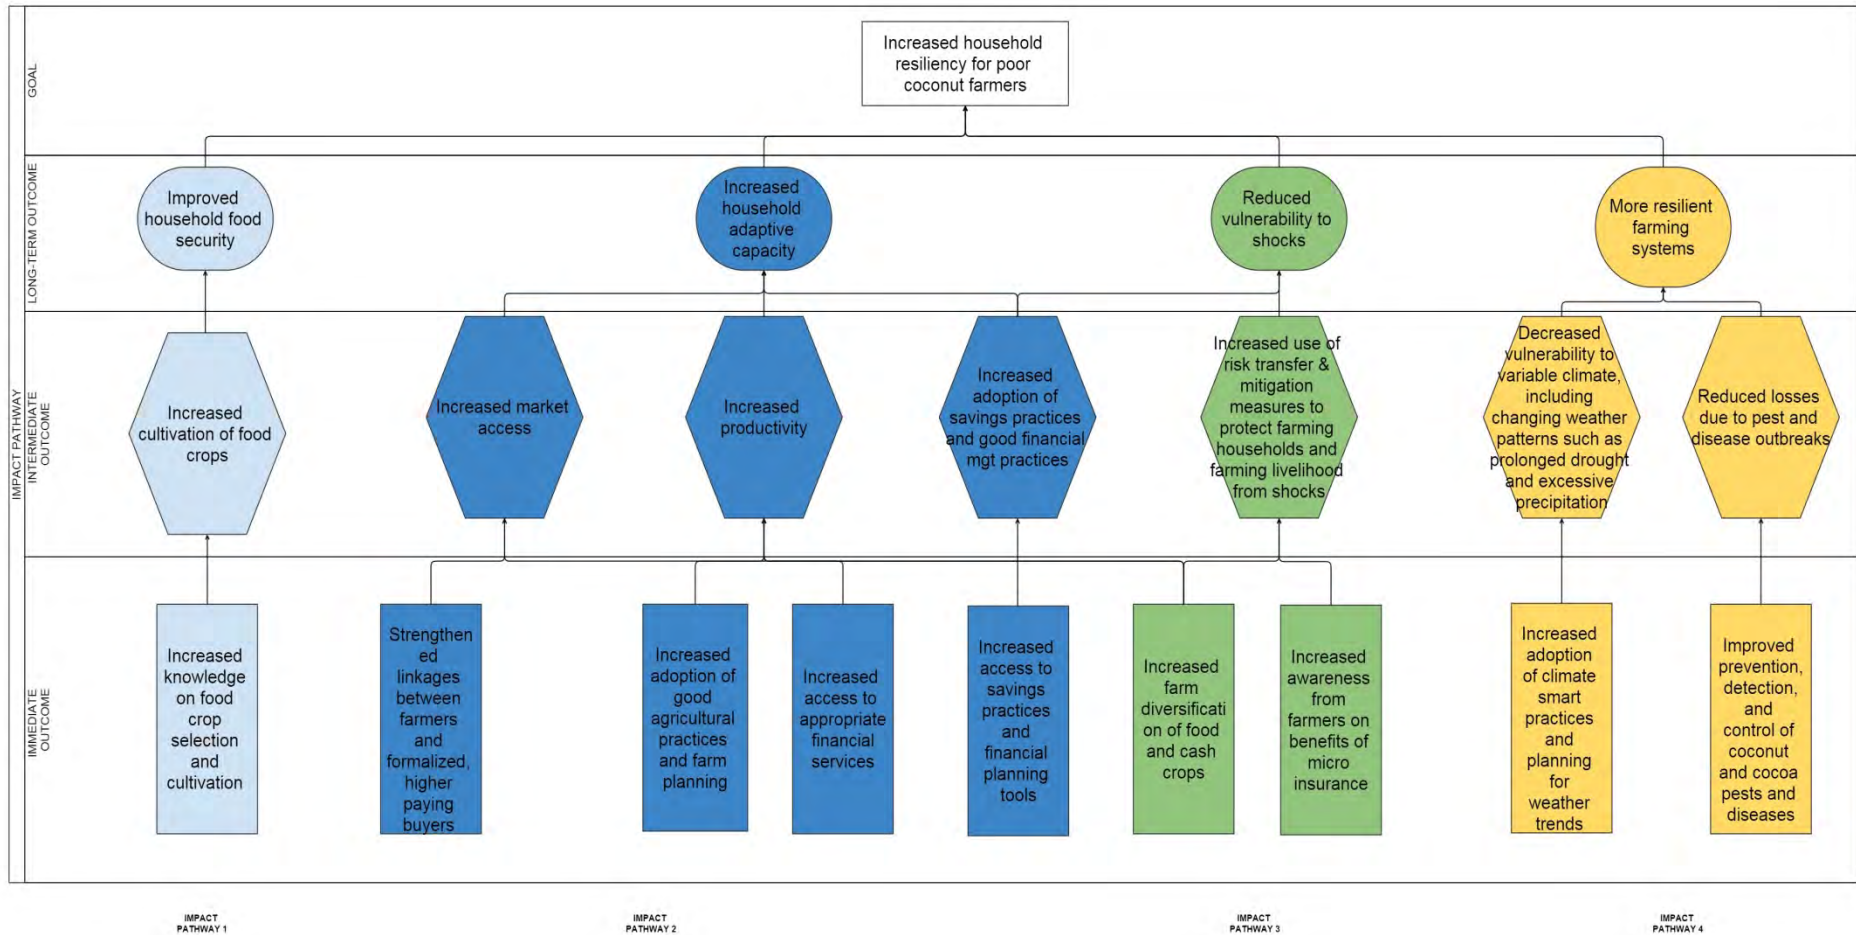 IMPACT PATHWAY
GOAL
Increased household
resiliency for poor
coconut farmers
LONG-TERM OUTCOME
Improved
household food
security
Increased
household
adaptive
capacity
Reduced
vulnerability to
shocks
More resilient
farming
systems
INTERMEDIATE
OUTCOME
Increased
cultivation of food
crops
Increased market
access
Increased
productivity
Increased
adoption of
savings practices
and good financial
mgt practices
Increased use of
risk transfer &
mitigation
measures to
protect farming
households and
farming livelihood
from shocks
Decreased
vulnerability to
variable climate,
including
changing weather
patterns such as
prolonged drought
and excessive
precipitation
Reduced losses
due to pest and
disease outbreaks
IMMEDIATE
OUTCOME
Increased
knowledge
on food
crop
selection
and
cultivation
Strengthen
ed
linkages
between
farmers
and
formalized,
higher
paying
buyers
Increased
adoption of
good
agricultural
practices
and farm
planning
Increased
access to
appropriate
financial
services
Increased
access to
savings
practices
and
financial
planning
tools
Increased
farm
diversificati
on of food
and cash
crops
Increased
awareness
from
farmers on
benefits of
micro
insurance
Increased
adoption
of climate
smart
practices
and
planning
for
weather
trends
Improved
prevention,
detection,
and
control of
coconut
and cocoa
pests and
diseases
IMPACT
PATHWAY 1
IMPACT
PATHWAY 2
IMPACT
PATHWAY 3
IMPACT
PATHWAY 4